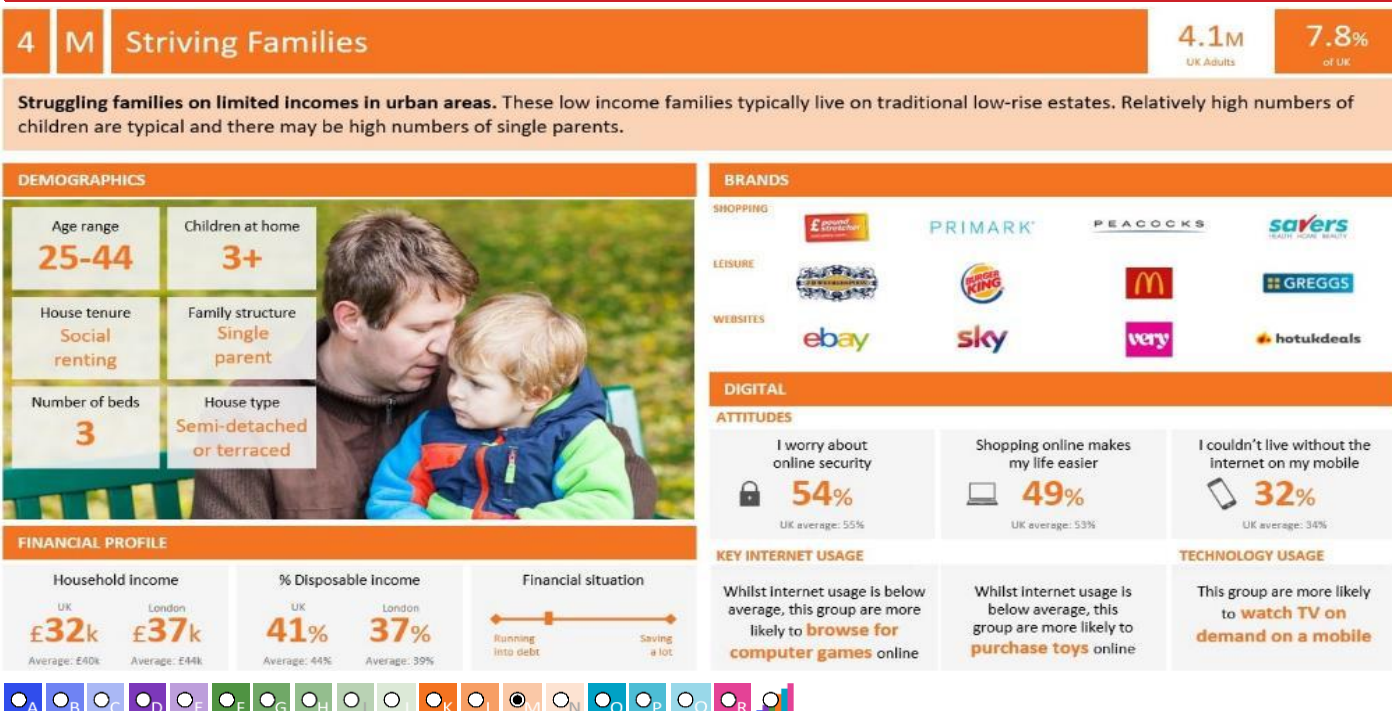 4 M Striving Families
4.1M
UK Adults
7.8%
of UK
Struggling families on limited incomes in urban areas. These low income families typically live on traditional low-rise estates. Relatively high numbers of
children are typical and there may be high numbers of single parents.
DEMOGRAPHICS
Age range
25-44
Children at home
3+
House tenure
Social
renting
Family structure
Single
parent
Number of beds
3
House type
Semi-detached
or terraced
FINANCIAL PROFILE
Household income
UK London
£32k £37k
Average: £40k Average: £44k
% Disposable income
UK London
41% 37%
Average: 44% Average: 39%
Financial situation
Running
into debt
Saving
a lot
BRANDS
SHOPPING
£ pound
stretcher
PRIMARK
PEACOCKS
savers
HEALTH HOME BEAUTY
LEISURE
BURGER
KING
GREGGS
WEBSITES
ebay
sky
very
hotukdeals
DIGITAL
ATTITUDES
I worry about
online security
54%
UK average: 55%
Shopping online makes
my life easier
49%
UK average: 53%
I couldn't live without the
internet on my mobile
32%
UK average: 34%
KEY INTERNET USAGE
Whilst internet usage is below
average, this group are more
likely to browse for
computer games online
Whilst internet usage is
below average, this
group are more likely to
purchase toys online
TECHNOLOGY USAGE
This group are more likely
to watch TV on
demand on a mobile
A B C D E F G H I J K L M N O P Q R